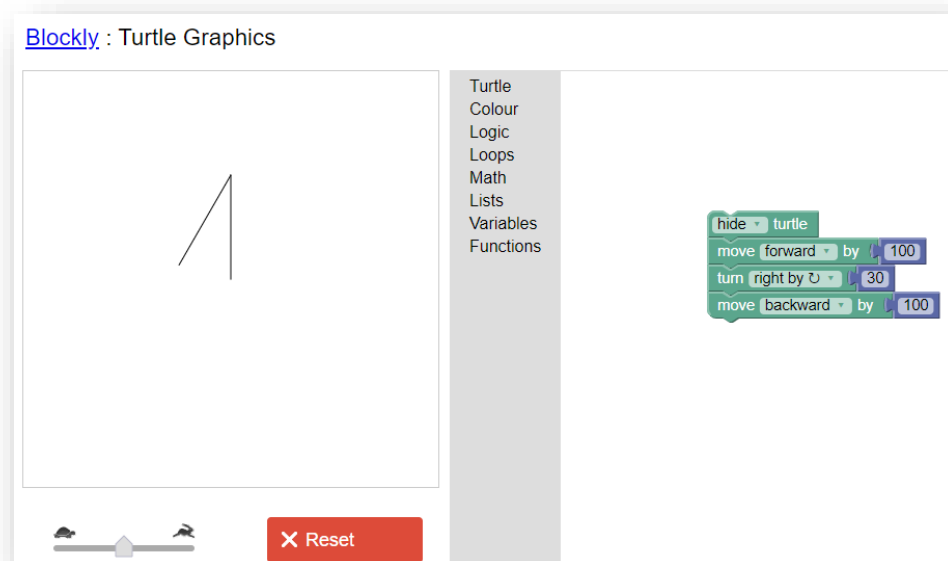 Blockly : Turtle Graphics
Turtle
Colour
Logic
Loops
Math
Lists
Variables
Functions
hide turtle
move forward by 100
turn right by ↻ 30
move backward by 100
Reset